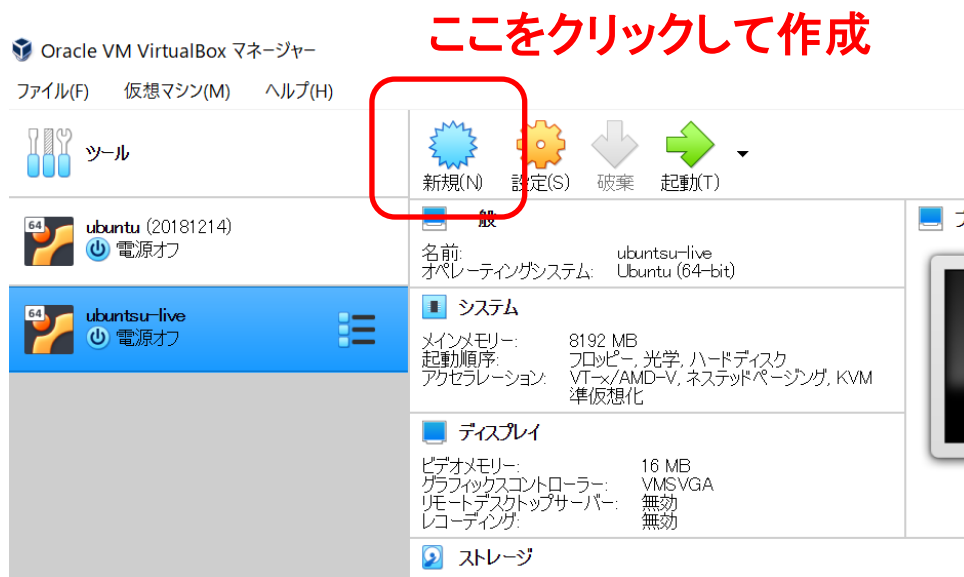 ここをクリックして作成
Oracle VM VirtualBox マネージャー
ファイル(F) 仮想マシン(M) ヘルプ(H)
ツール
新規(N) 設定(S) 破棄 起動(T)
64 ubuntu (20181214)
電源オフ
64 ubuntsu-live
電源オフ
一般
名前: ubuntsu-live
オペレーティングシステム: Ubuntu (64-bit)
システム
メインメモリー: 8192 MB
起動順序: フロッピー, 光学, ハードディスク
アクセラレーション: VT-x/AMD-V, ネステッドページング, KVM
準仮想化
ディスプレイ
ビデオメモリー: 16 MB
グラフィックスコントローラー: VMSVGA
リモートデスクトップサーバー: 無効
レコーディング: 無効
ストレージ